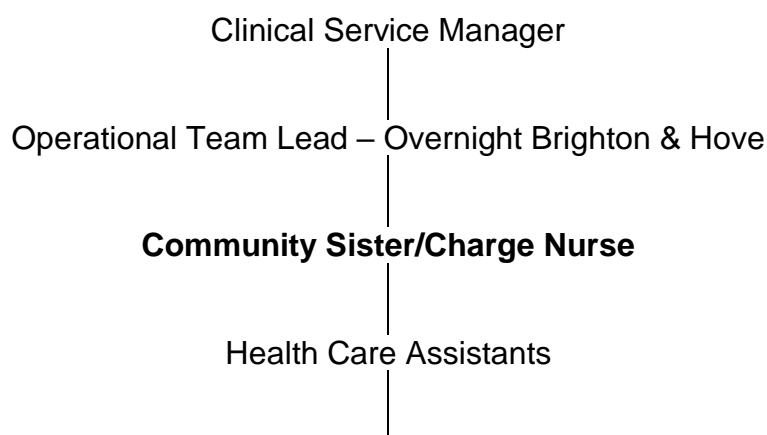 Clinical Service Manager
Operational Team Lead – Overnight Brighton & Hove
Community Sister/Charge Nurse
Health Care Assistants